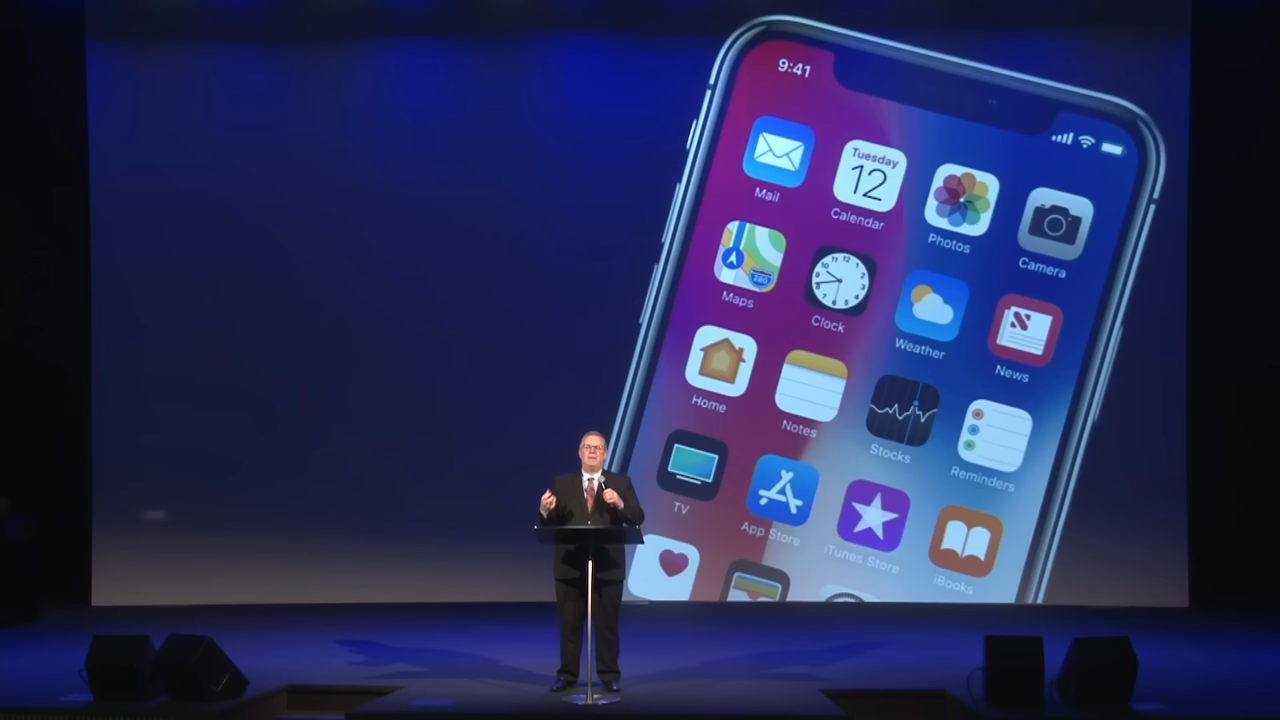 9:41
Mail
Tuesday
12
Calendar
Photos
Camera
Maps
280
Clock
Weather
News
Home
Notes
Stocks
Reminders
TV
App Store
iTunes Store
iBooks